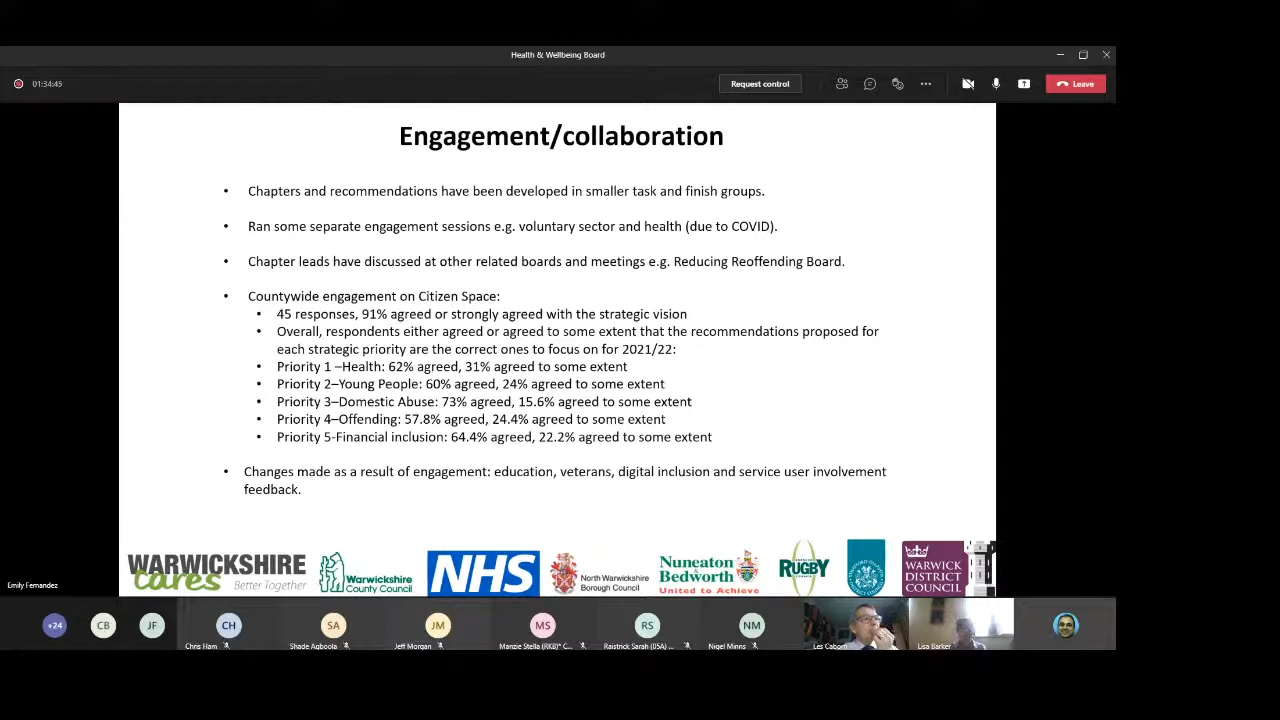 Health & Wellbeing Board
01:34:45
Request control
Leave
Engagement/collaboration
• Chapters and recommendations have been developed in smaller task and finish groups.
• Ran some separate engagement sessions e.g. voluntary sector and health (due to COVID).
• Chapter leads have discussed at other related boards and meetings e.g. Reducing Reoffending Board.
• Countywide engagement on Citizen Space:
• 45 responses, 91% agreed or strongly agreed with the strategic vision
• Overall, respondents either agreed or agreed to some extent that the recommendations proposed for
each strategic priority are the correct ones to focus on for 2021/22:
• Priority 1 –Health: 62% agreed, 31% agreed to some extent
• Priority 2–Young People: 60% agreed, 24% agreed to some extent
• Priority 3–Domestic Abuse: 73% agreed, 15.6% agreed to some extent
• Priority 4–Offending: 57.8% agreed, 24.4% agreed to some extent
• Priority 5-Financial inclusion: 64.4% agreed, 22.2% agreed to some extent
• Changes made as a result of engagement: education, veterans, digital inclusion and service user involvement
feedback.
WARWICKSHIRE
cares Better Together
Warwickshire
County Council
NHS
North Warwickshire
Borough Council
Nuneaton &
Bedworth
United to Achieve
RUGBY
WARWICK
DISTRICT
COUNCIL
Emily Fernandez
+24
CB
JF
CH
SA
JM
MS
RS
NM
Chris Ham
Shade Agboola
Jeff Morgan
Manzie Stella (RKB)* C...
Raistrick Sarah (05A) ...
Nigel Minns
Les Caborn
Lisa Barker